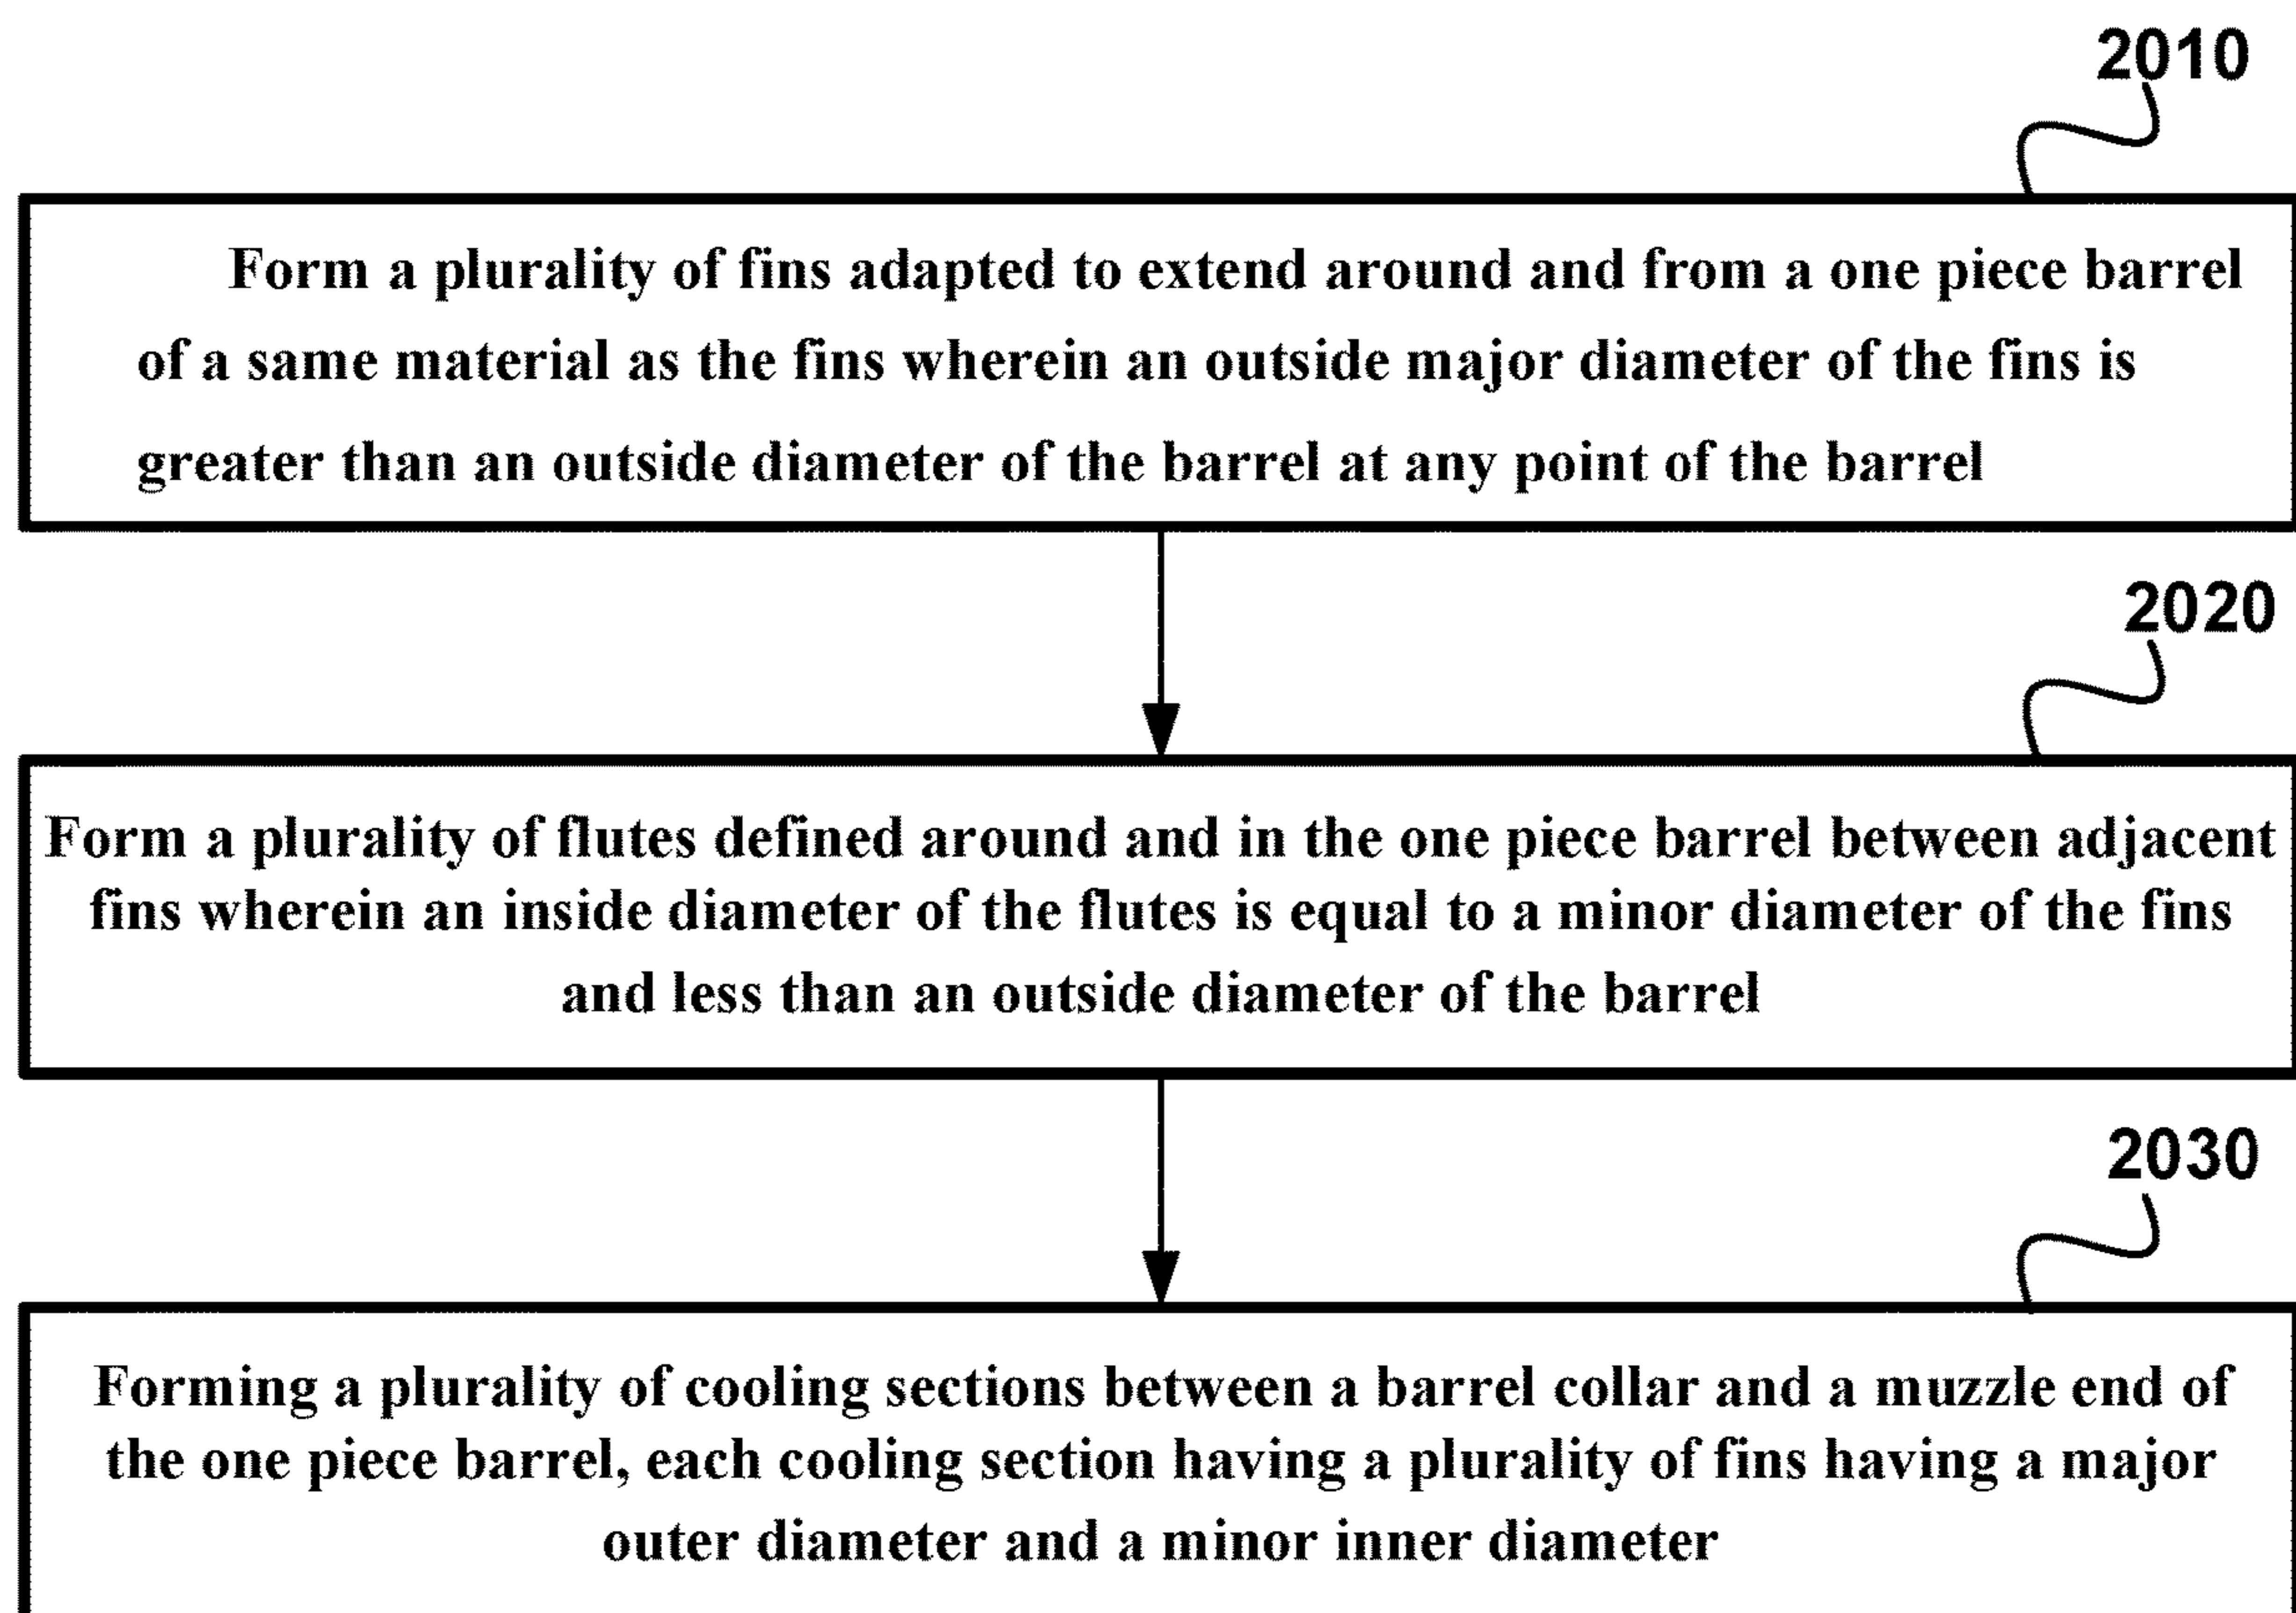 2010
Form a plurality of fins adapted to extend around and from a one piece barrel
of a same material as the fins wherein an outside major diameter of the fins is
greater than an outside diameter of the barrel at any point of the barrel
2020
Form a plurality of flutes defined around and in the one piece barrel between adjacent
fins wherein an inside diameter of the flutes is equal to a minor diameter of the fins
and less than an outside diameter of the barrel
2030
Forming a plurality of cooling sections between a barrel collar and a muzzle end of
the one piece barrel, each cooling section having a plurality of fins having a major
outer diameter and a minor inner diameter